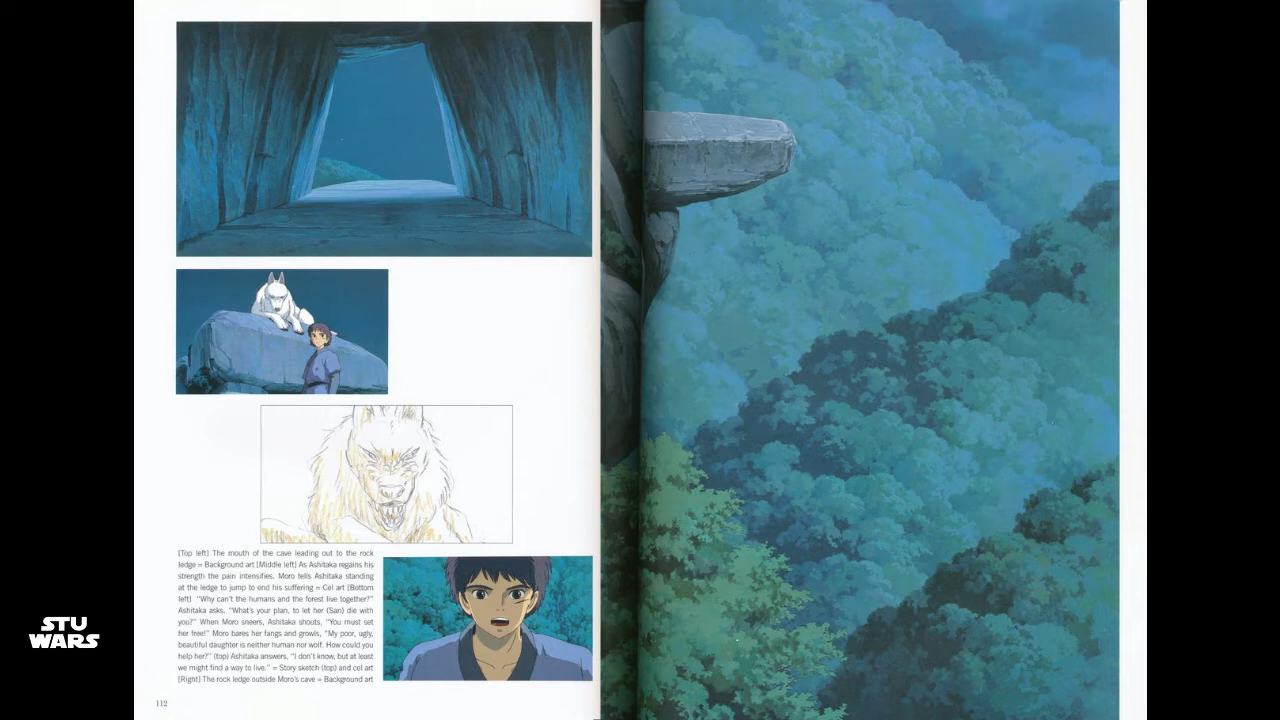 [Top left] The mouth of the cave leading out to the rock
ledge = Background art [Middle left] As Ashitaka regains his
strength the pain intensifies. Moro tells Ashitaka standing
at the ledge to jump to end his suffering = Cel art [Bottom
left] "Why can't the humans and the forest live together?"
Ashitaka asks. "What's your plan, to let her (San) die with
you?" When Moro sneers, Ashitaka shouts, "You must set
her free!" Moro bares her fangs and growls, "My poor, ugly,
beautiful daughter is neither human nor wolf. How could you
help her?" (top) Ashitaka answers, "I don't know, but at least
we might find a way to live." = Story sketch (top) and cel art
[Right] The rock ledge outside Moro's cave = Background art
112
STU
WARS